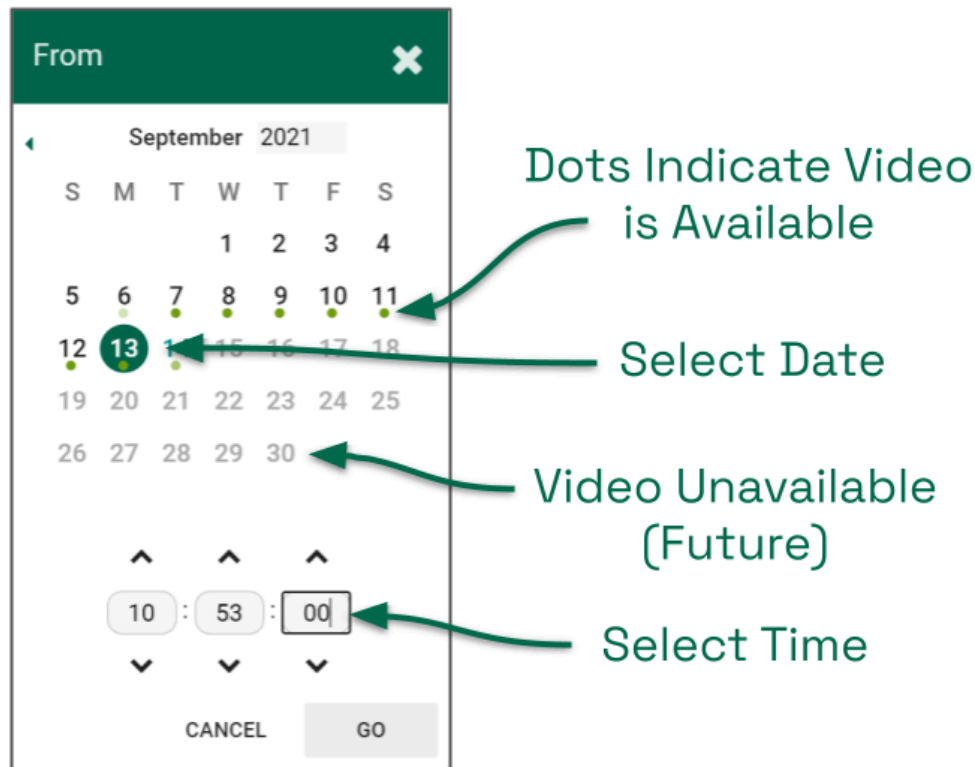 From
September 2021
S M T W T F S
1 2 3 4
5 6 7 8 9 10 11
12 13 15 16 17 18
19 20 21 22 23 24 25
26 27 28 29 30
10 : 53 : 00
CANCEL GO
Dots Indicate Video
is Available
Select Date
Video Unavailable
(Future)
Select Time